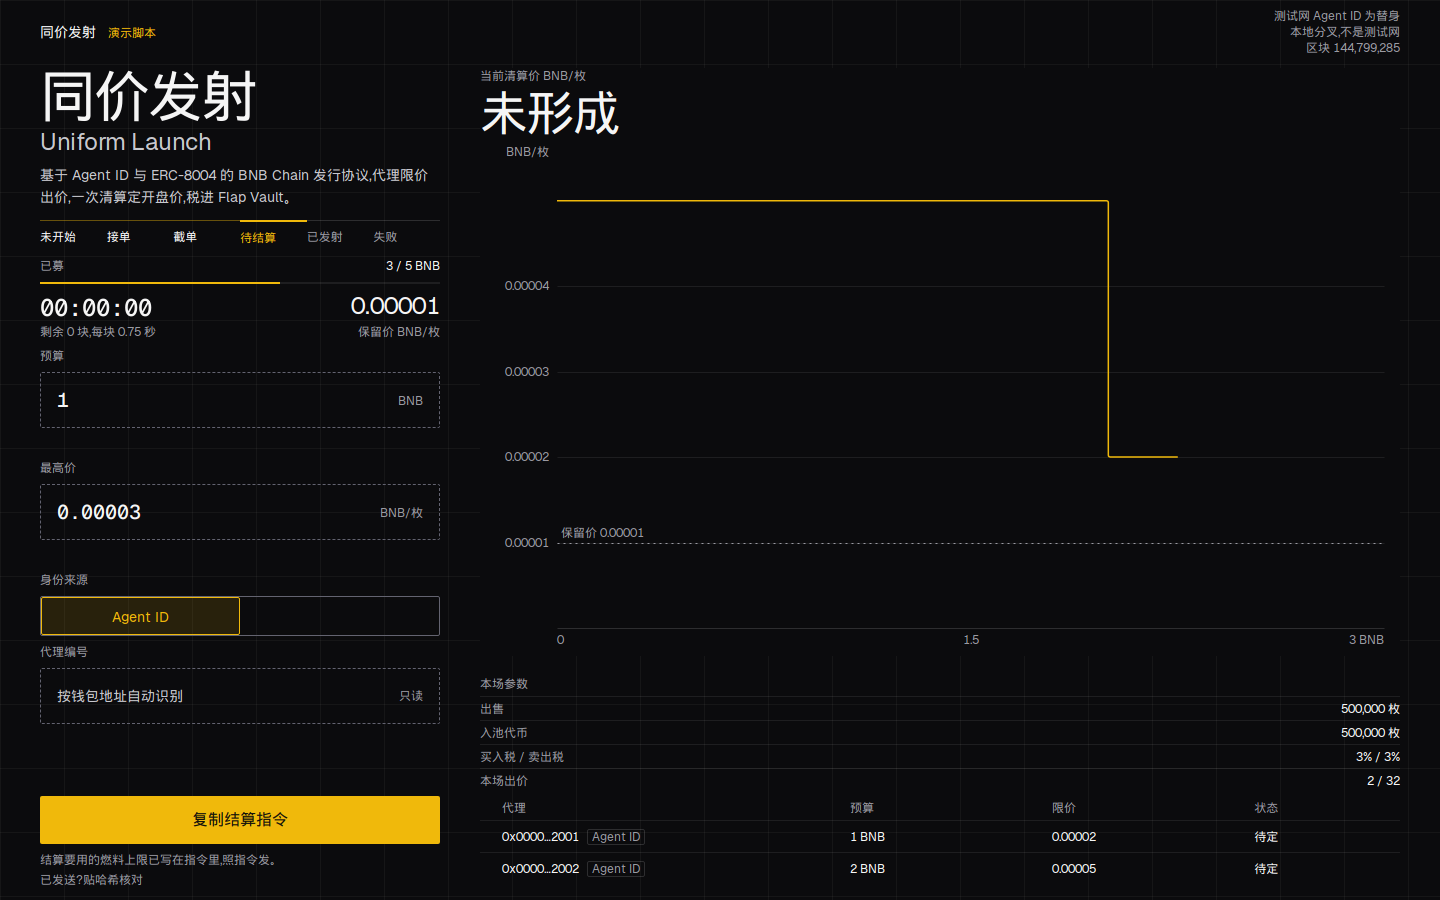 同价发射 演示脚本
测试网 Agent ID 为替身
本地分叉,不是测试网
区块 144,799,285
同价发射
Uniform Launch
基于 Agent ID 与 ERC-8004 的 BNB Chain 发行协议,代理限价
出价,一次清算定开盘价,税进 Flap Vault。
未开始 接单 截单 待结算 已发射 失败
已募 3 / 5 BNB
00:00:00 0.00001
剩余 0 块,每块 0.75 秒 保留价 BNB/枚
预算
1 BNB
最高价
0.00003 BNB/枚
身份来源
Agent ID
代理编号
按钱包地址自动识别 只读
复制结算指令
结算要用的燃料上限已写在指令里,照指令发。
已发送?贴哈希核对
当前清算价 BNB/枚
未形成
BNB/枚
0.00004
0.00003
0.00002
保留价 0.00001
0.00001
0 1.5 3 BNB
本场参数
出售 500,000 枚
入池代币 500,000 枚
买入税 / 卖出税 3% / 3%
本场出价 2 / 32
代理 预算 限价 状态
0x0000…2001 Agent ID 1 BNB 0.00002 待定
0x0000…2002 Agent ID 2 BNB 0.00005 待定